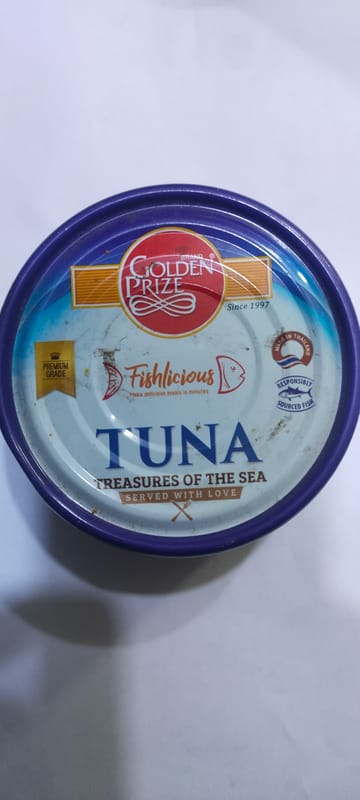 BRAND
GOLDEN
PRIZE
Since 1997
MADE IN THAILAND
PREMIUM
GRADE
Fishlicious
Make delicious meals in minutes
RESPONSIBLY
SOURCED FISH
TUNA
TREASURES OF THE SEA
SERVED WITH LOVE